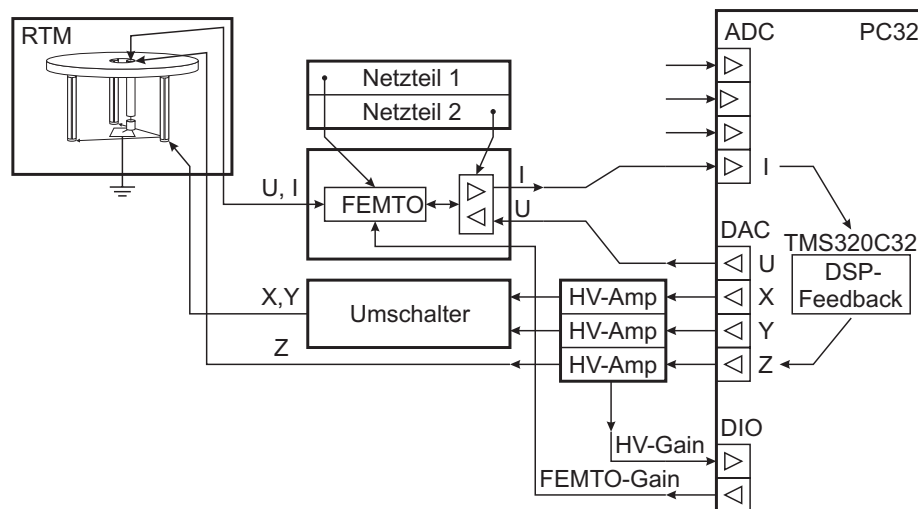 RTM
ADC
PC32
Netzteil 1
Netzteil 2
U, I
FEMTO
I
U
I
DAC
TMS320C32
U
DSP-
Feedback
X,Y
Umschalter
HV-Amp
X
HV-Amp
Y
Z
HV-Amp
Z
DIO
HV-Gain
FEMTO-Gain